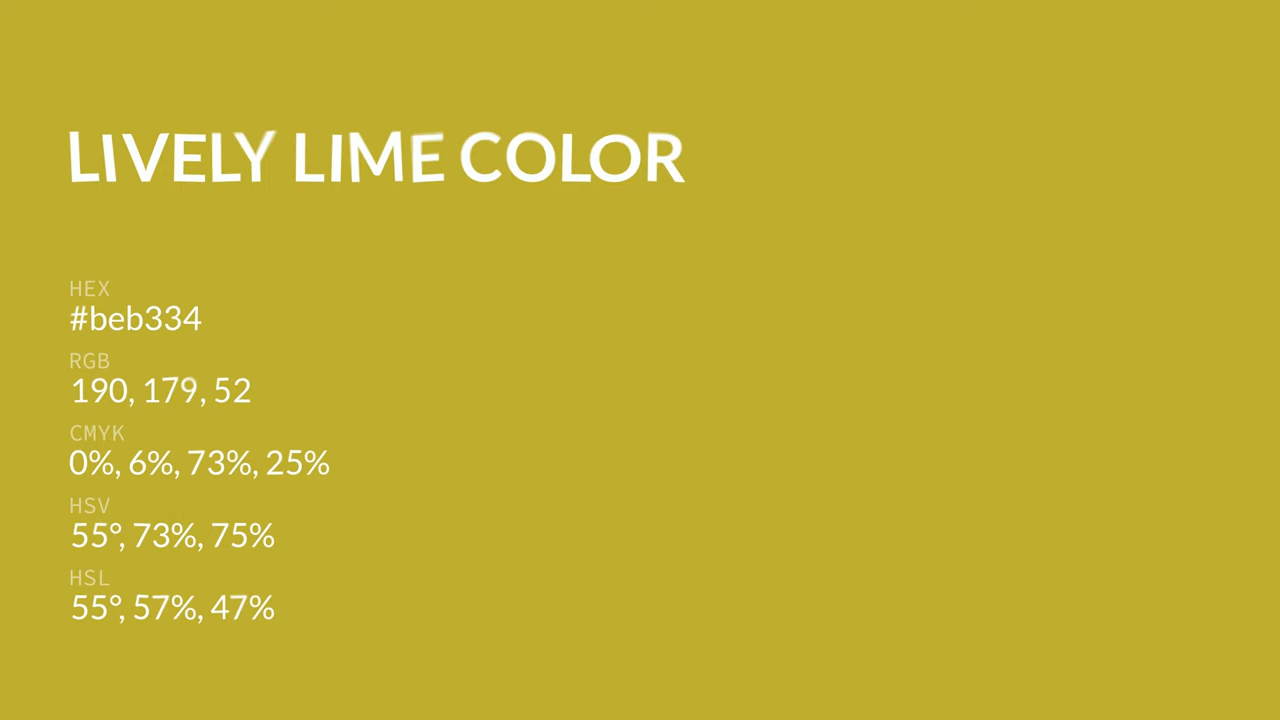 LIVELY LIME COLOR
HEX
#beb334
RGB
190, 179, 52
CMYK
0%, 6%, 73%, 25%
HSV
55°, 73%, 75%
HSL
55°, 57%, 47%